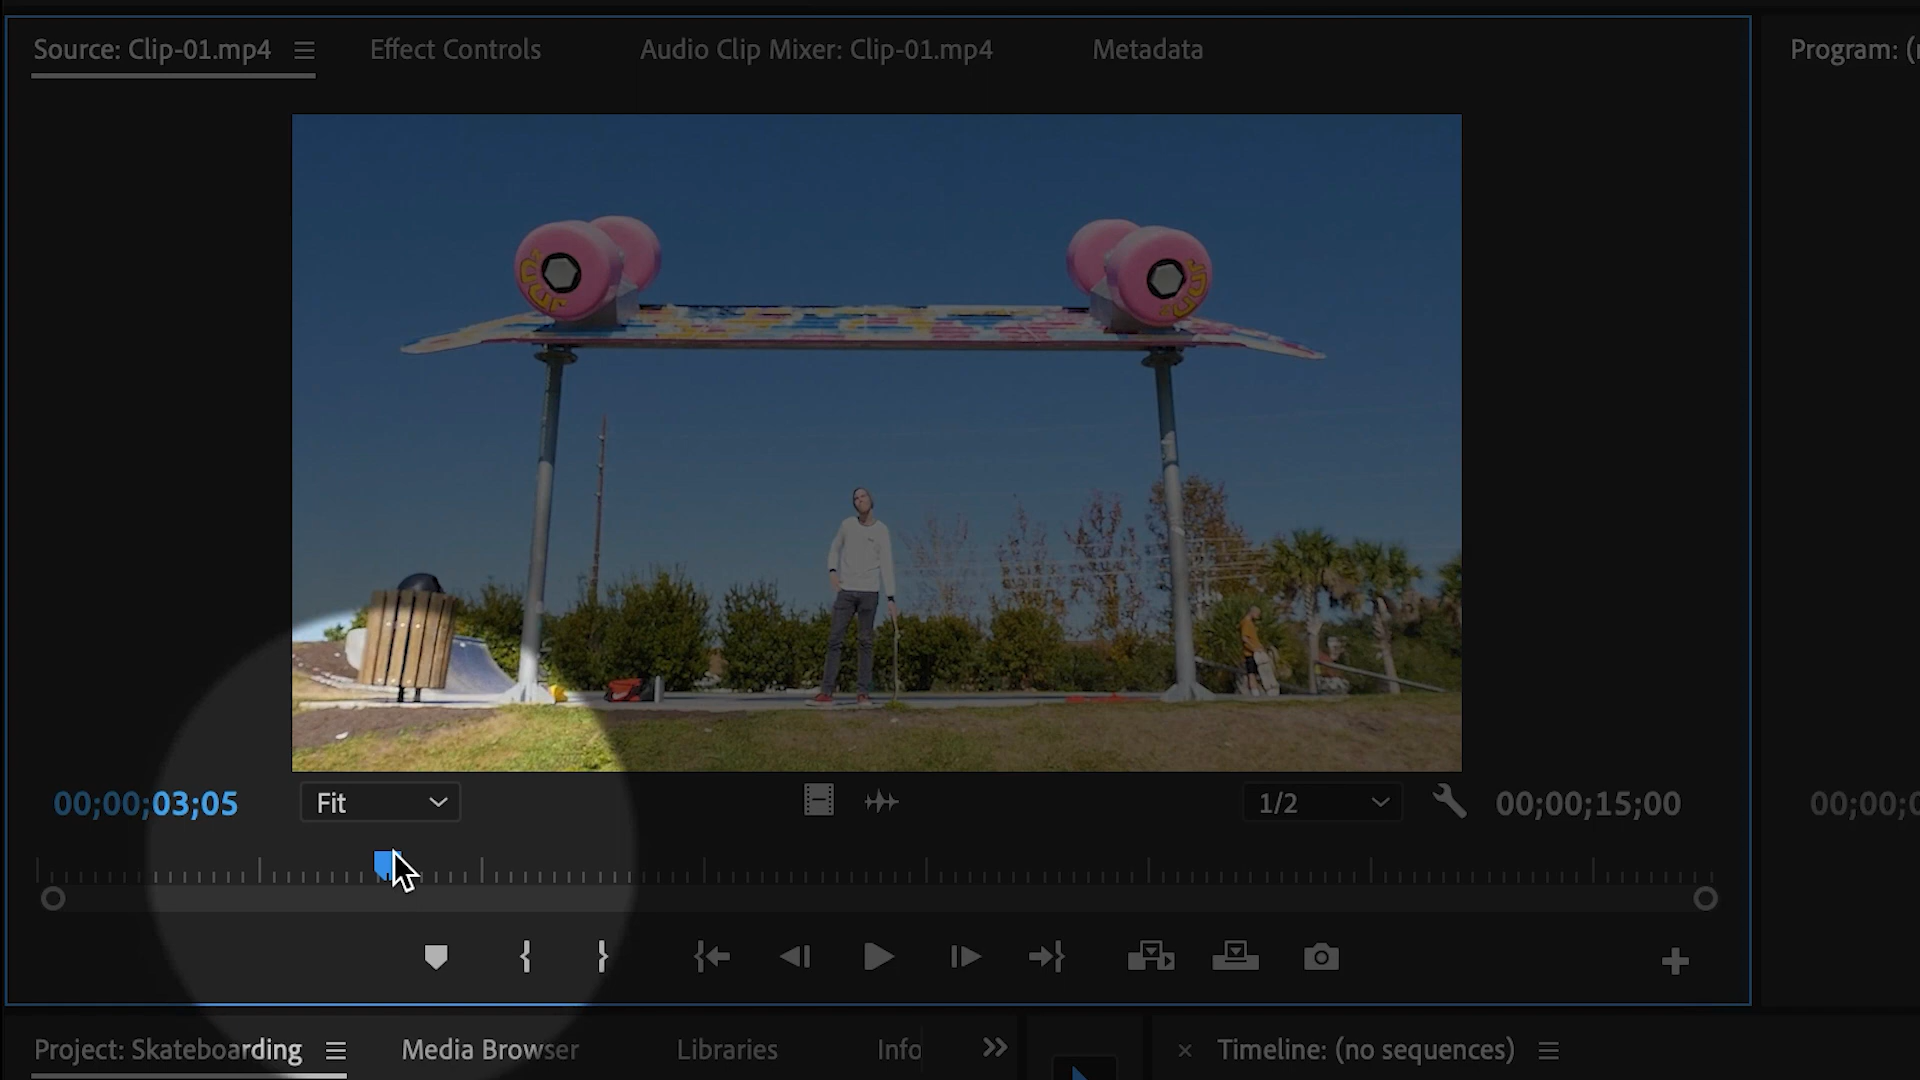 Source: Clip-01.mp4
Effect Controls
Audio Clip Mixer: Clip-01.mp4
Metadata
Program:
00;00;03;05
Fit
1/2
00;00;15;00
Project: Skateboarding
Media Browser
Libraries
Info
Timeline: (no sequences)